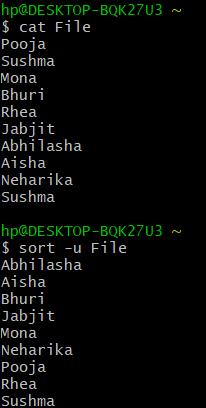 hp@DESKTOP-BQK27U3 ~
$ cat File
Pooja
Sushma
Mona
Bhuri
Rhea
Jabjit
Abhilasha
Aisha
Neharika
Sushma
hp@DESKTOP-BQK27U3 ~
$ sort -u File
Abhilasha
Aisha
Bhuri
Jabjit
Mona
Neharika
Pooja
Rhea
Sushma